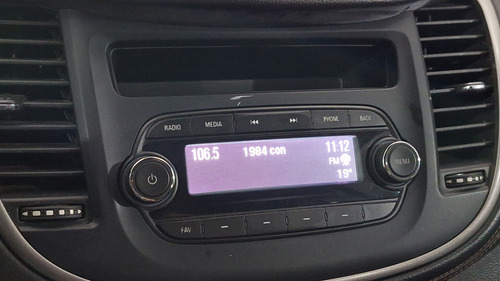 RADIO MEDIA PHONE BACK
106.5 1984 con 11:12
FM
19°
MENU
FAV